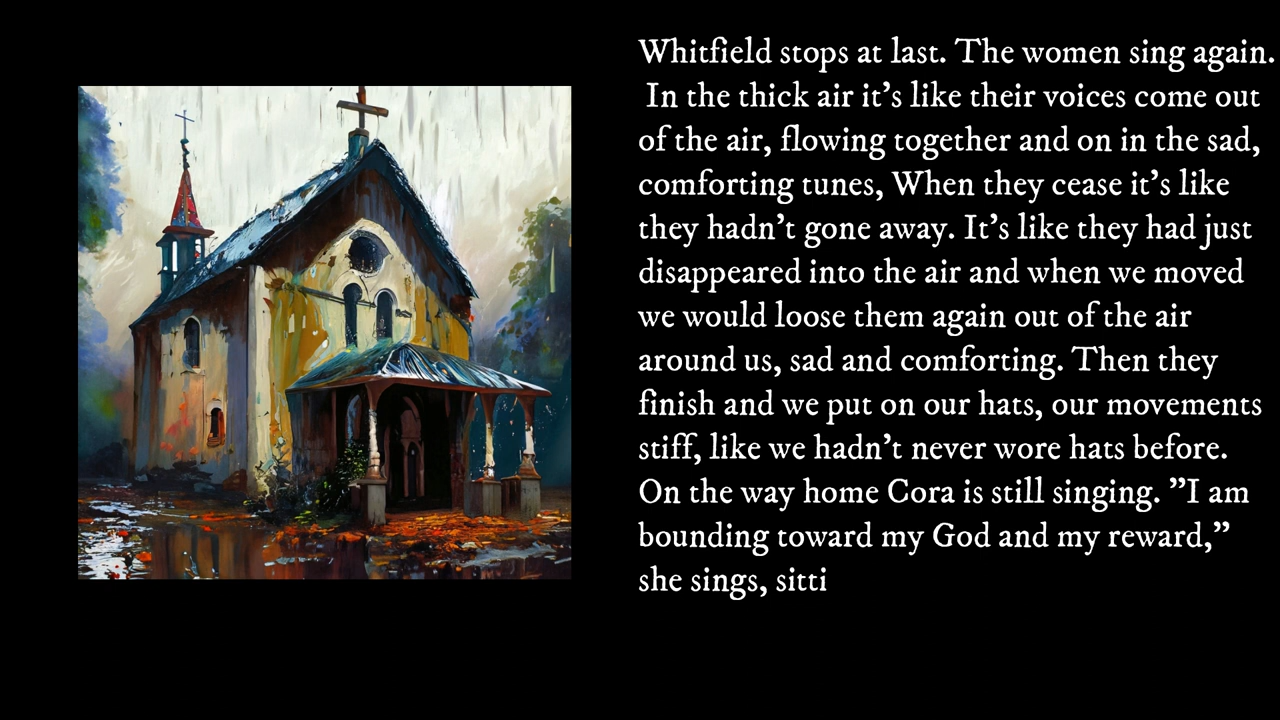 Whitfield stops at last. The women sing again.
In the thick air it's like their voices come out
of the air, flowing together and on in the sad,
comforting tunes, When they cease it's like
they hadn't gone away. It's like they had just
disappeared into the air and when we moved
we would loose them again out of the air
around us, sad and comforting. Then they
finish and we put on our hats, our movements
stiff, like we hadn't never wore hats before.
On the way home Cora is still singing. "I am
bounding toward my God and my reward,"
she sings, sitti